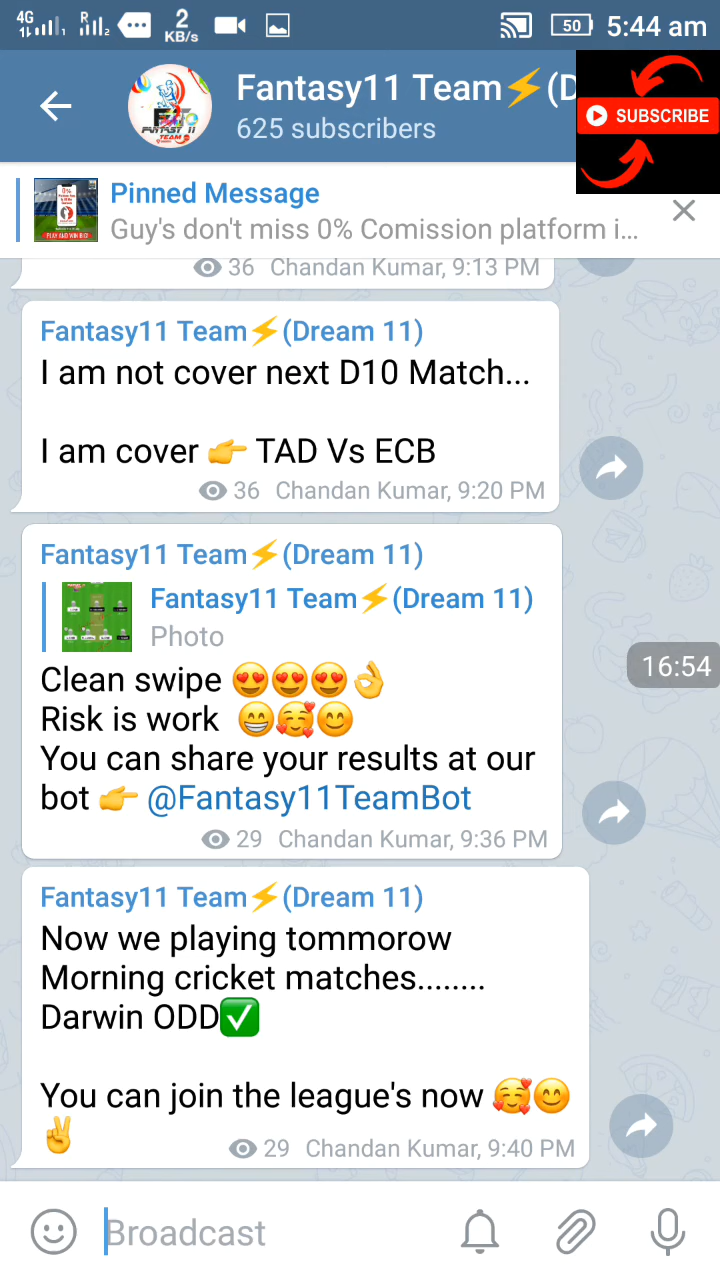 4G R 2 KB/s 50 5:44 am
Fantasy11 Team⚡(D
625 subscribers
SUBSCRIBE
Pinned Message
Guy's don't miss 0% Comission platform i...
36 Chandan Kumar, 9:13 PM
Fantasy11 Team⚡(Dream 11)
I am not cover next D10 Match...
I am cover 👉 TAD Vs ECB
36 Chandan Kumar, 9:20 PM
Fantasy11 Team⚡(Dream 11)
Fantasy11 Team⚡(Dream 11)
Photo
Clean swipe 😍😍😍👌
Risk is work 😁🥰😊
You can share your results at our
bot 👉 @Fantasy11TeamBot
29 Chandan Kumar, 9:36 PM
16:54
Fantasy11 Team⚡(Dream 11)
Now we playing tommorow
Morning cricket matches........
Darwin ODD✅
You can join the league's now 🥰😊
✌
29 Chandan Kumar, 9:40 PM
Broadcast